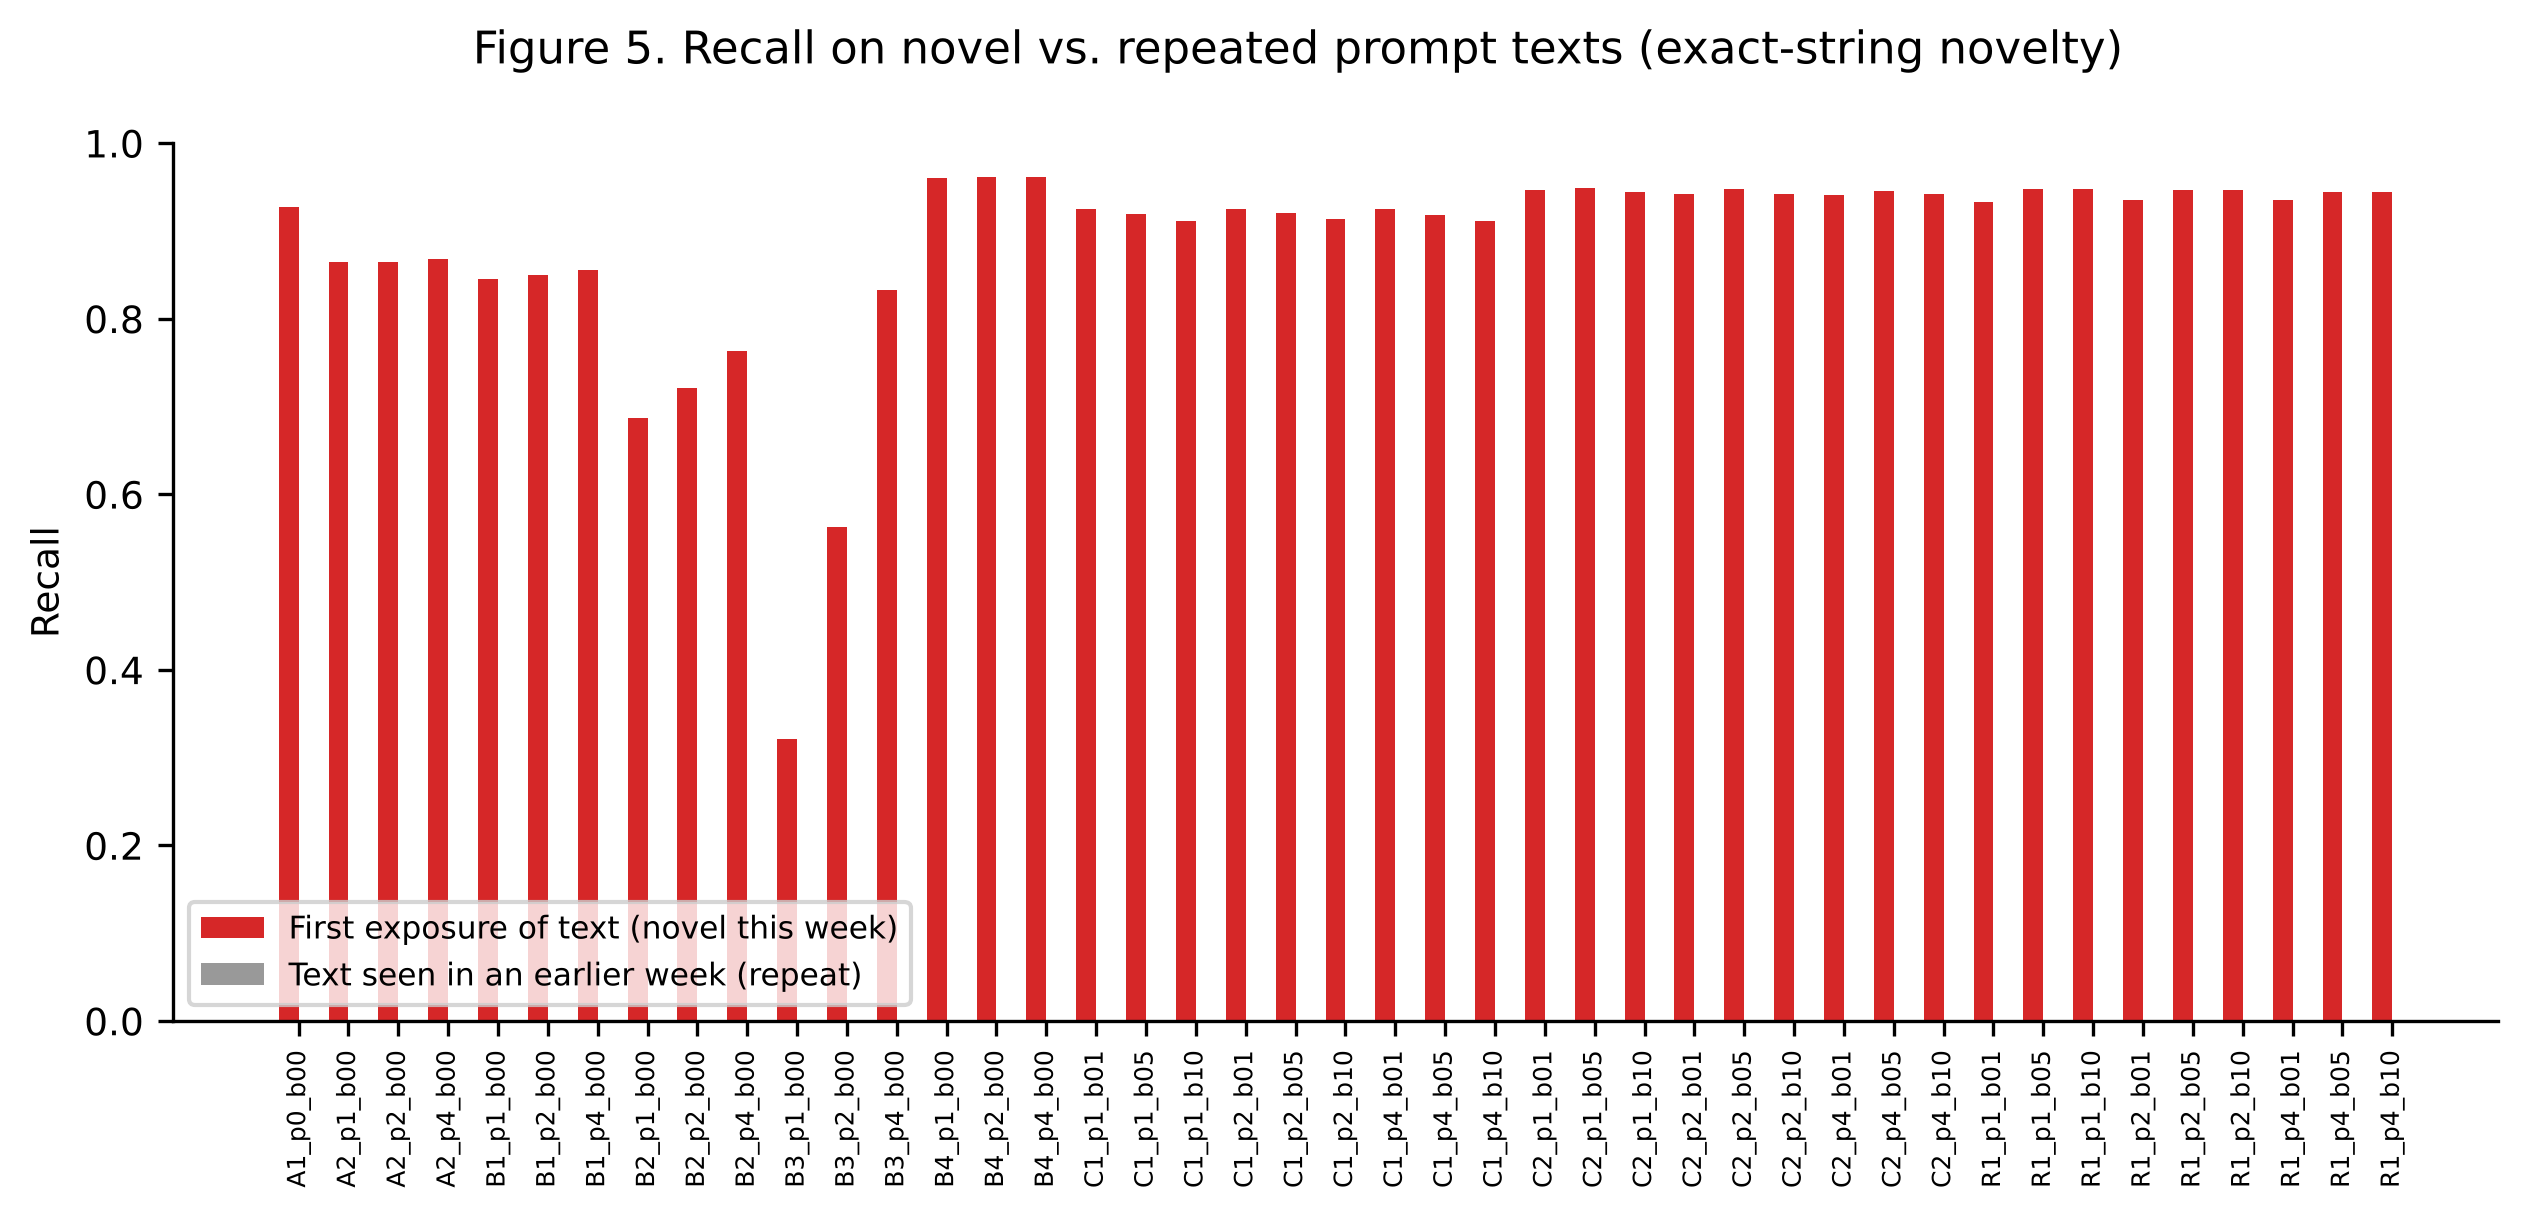 Figure 5. Recall on novel vs. repeated prompt texts (exact-string novelty)
1.0
0.8
0.6
0.4
0.2
0.0
Recall
First exposure of text (novel this week)
Text seen in an earlier week (repeat)
A1_p0_b00
A2_p1_b00
A2_p2_b00
A2_p4_b00
B1_p1_b00
B1_p2_b00
B1_p4_b00
B2_p1_b00
B2_p2_b00
B2_p4_b00
B3_p1_b00
B3_p2_b00
B3_p4_b00
B4_p1_b00
B4_p2_b00
B4_p4_b00
C1_p1_b01
C1_p1_b05
C1_p1_b10
C1_p2_b01
C1_p2_b05
C1_p2_b10
C1_p4_b01
C1_p4_b05
C1_p4_b10
C2_p1_b01
C2_p1_b05
C2_p1_b10
C2_p2_b01
C2_p2_b05
C2_p2_b10
C2_p4_b01
C2_p4_b05
C2_p4_b10
R1_p1_b01
R1_p1_b05
R1_p1_b10
R1_p2_b01
R1_p2_b05
R1_p2_b10
R1_p4_b01
R1_p4_b05
R1_p4_b10